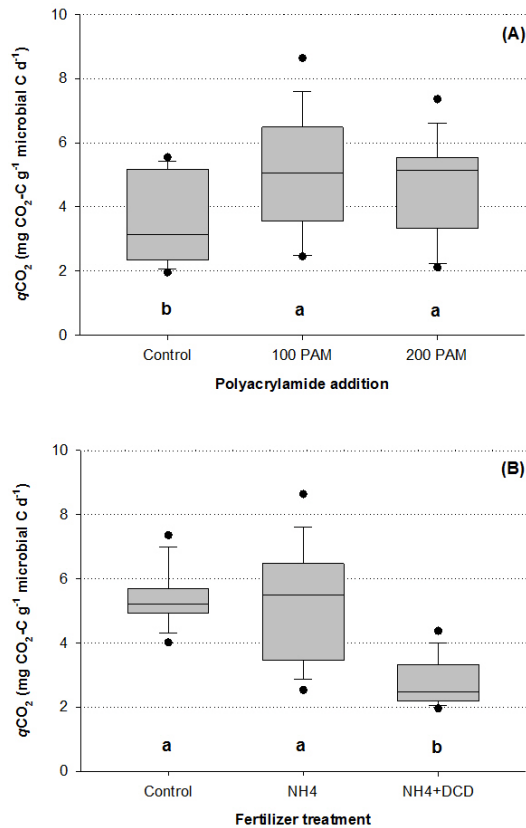 10
(A)
8
6
4
2
0
qCO₂ (mg CO₂-C g⁻¹ microbial C d⁻¹)
b
a
a
Control
100 PAM
200 PAM
Polyacrylamide addition
10
(B)
8
6
4
2
0
qCO₂ (mg CO₂-C g⁻¹ microbial C d⁻¹)
a
a
b
Control
NH4
NH4+DCD
Fertilizer treatment